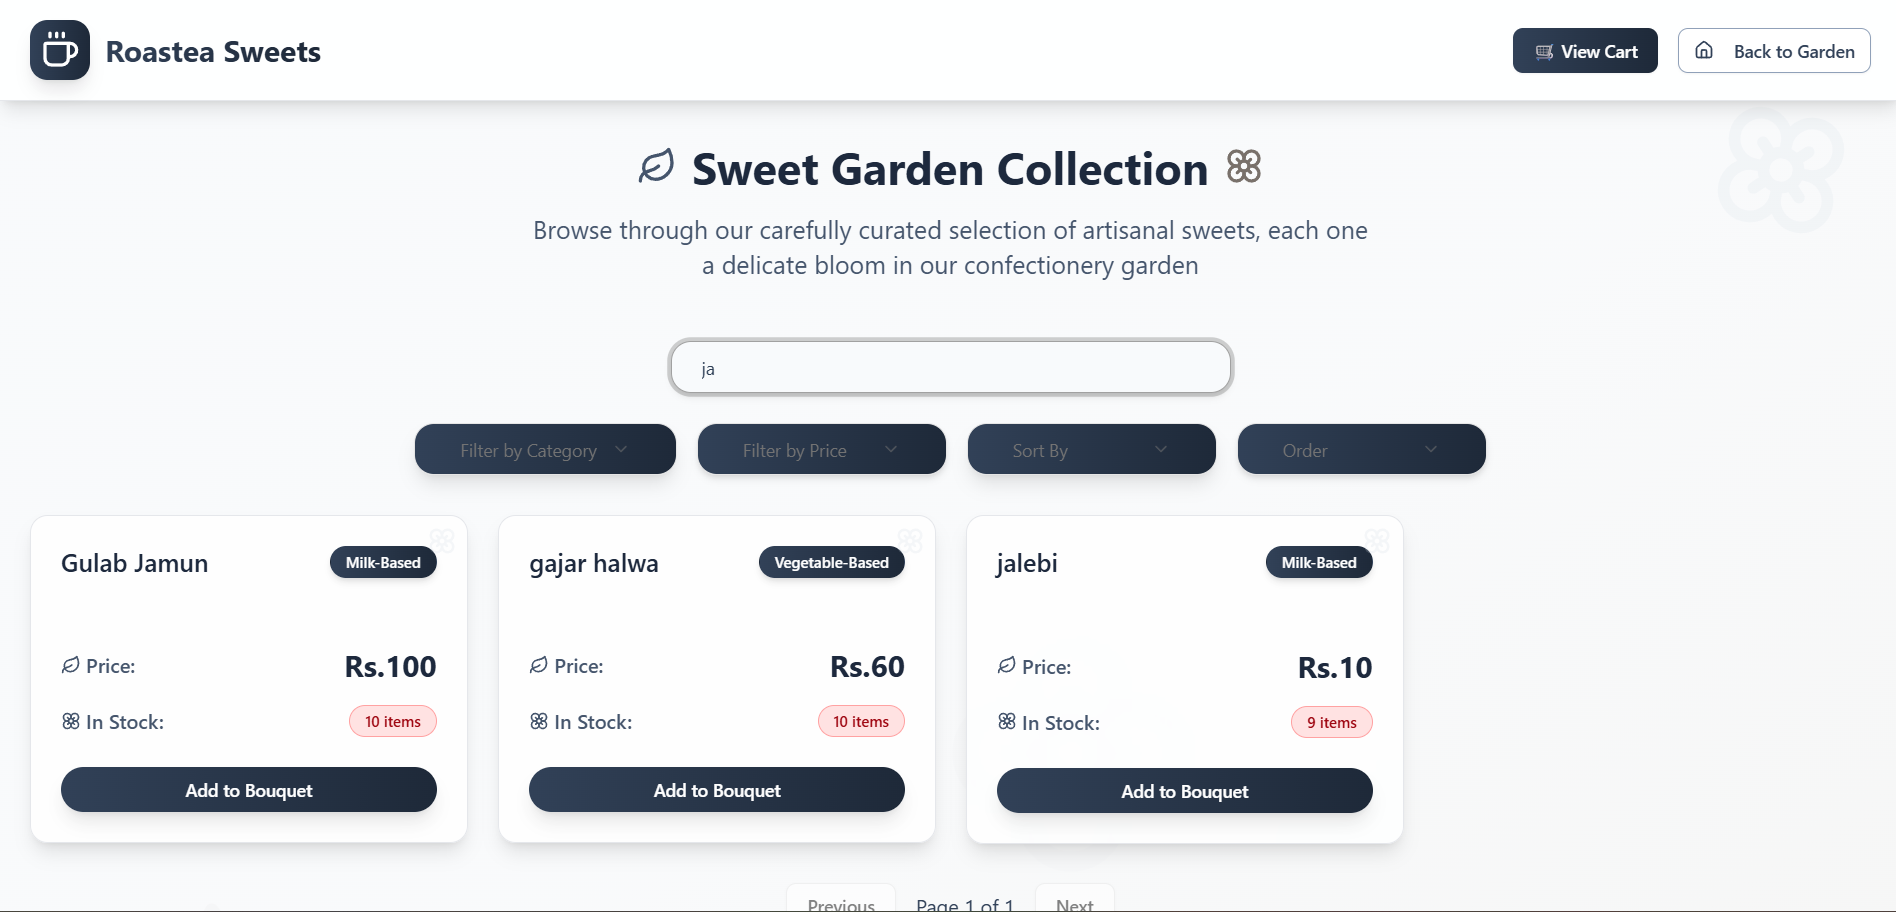 Roastea Sweets
View Cart
Back to Garden
Sweet Garden Collection
Browse through our carefully curated selection of artisanal sweets, each one
a delicate bloom in our confectionery garden
ja
Filter by Category
Filter by Price
Sort By
Order
Gulab Jamun
Milk-Based
Price:
Rs.100
In Stock:
10 items
Add to Bouquet
gajar halwa
Vegetable-Based
Price:
Rs.60
In Stock:
10 items
Add to Bouquet
jalebi
Milk-Based
Price:
Rs.10
In Stock:
9 items
Add to Bouquet
Previous
Page 1 of 1
Next